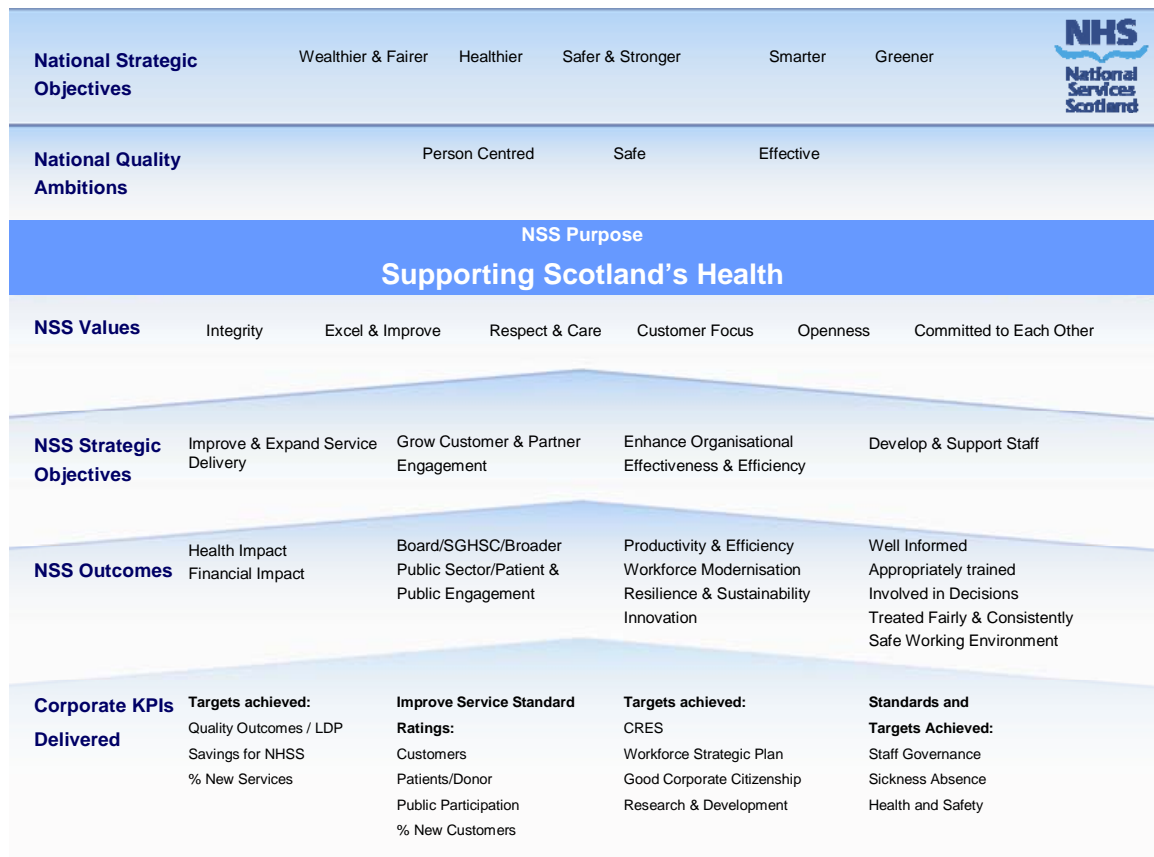 National Strategic
Objectives
Wealthier & Fairer
Healthier
Safer & Stronger
Smarter
Greener
NHS
National
Services
Scotland
National Quality
Ambitions
Person Centred
Safe
Effective
NSS Purpose
Supporting Scotland's Health
NSS Values
Integrity
Excel & Improve
Respect & Care
Customer Focus
Openness
Committed to Each Other
NSS Strategic
Objectives
Improve & Expand Service
Delivery
Grow Customer & Partner
Engagement
Enhance Organisational
Effectiveness & Efficiency
Develop & Support Staff
NSS Outcomes
Health Impact
Financial Impact
Board/SGHSC/Broader
Public Sector/Patient &
Public Engagement
Productivity & Efficiency
Workforce Modernisation
Resilience & Sustainability
Innovation
Well Informed
Appropriately trained
Involved in Decisions
Treated Fairly & Consistently
Safe Working Environment
Corporate KPIs
Delivered
Targets achieved:
Quality Outcomes / LDP
Savings for NHSS
% New Services
Improve Service Standard
Ratings:
Customers
Patients/Donor
Public Participation
% New Customers
Targets achieved:
CRES
Workforce Strategic Plan
Good Corporate Citizenship
Research & Development
Standards and
Targets Achieved:
Staff Governance
Sickness Absence
Health and Safety